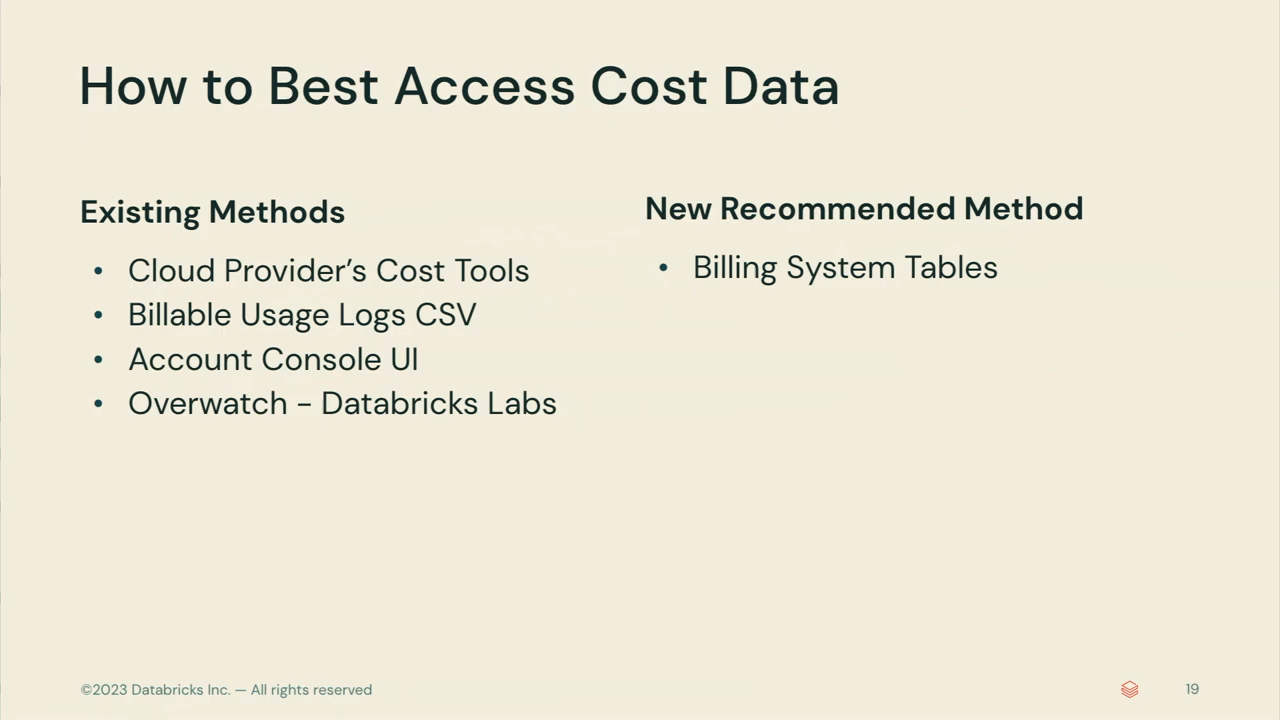 How to Best Access Cost Data
Existing Methods
• Cloud Provider’s Cost Tools
• Billable Usage Logs CSV
• Account Console UI
• Overwatch – Databricks Labs
New Recommended Method
• Billing System Tables
©2023 Databricks Inc. — All rights reserved
19